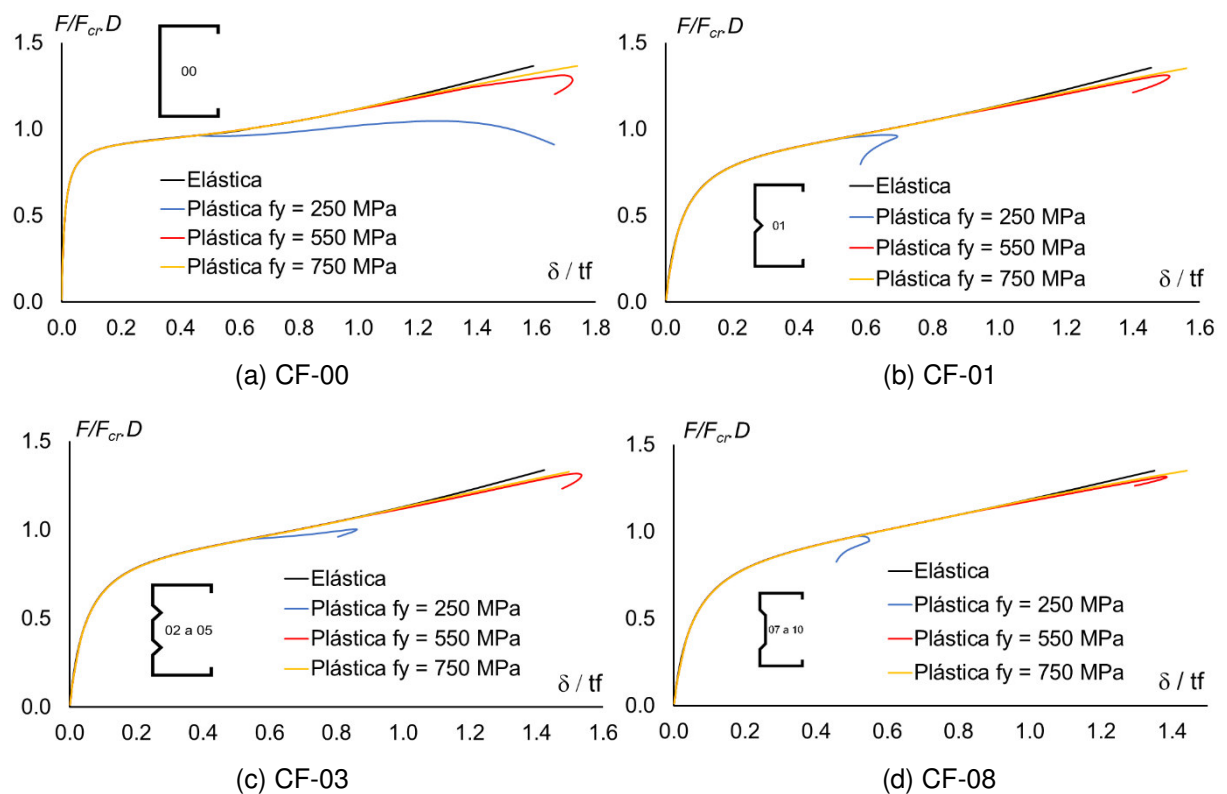 F/Fcr.D
1.5
1.0
0.5
0.0
00
Elástica
Plástica fy = 250 MPa
Plástica fy = 550 MPa
Plástica fy = 750 MPa
δ / tf
0.0 0.2 0.4 0.6 0.8 1.0 1.2 1.4 1.6 1.8
(a) CF-00
F/Fcr.D
1.5
1.0
0.5
0.0
01
Elástica
Plástica fy = 250 MPa
Plástica fy = 550 MPa
Plástica fy = 750 MPa
δ / tf
0.0 0.2 0.4 0.6 0.8 1.0 1.2 1.4 1.6
(b) CF-01
F/Fcr.D
1.5
1.0
0.5
0.0
02 a 05
Elástica
Plástica fy = 250 MPa
Plástica fy = 550 MPa
Plástica fy = 750 MPa
δ / tf
0.0 0.2 0.4 0.6 0.8 1.0 1.2 1.4 1.6
(c) CF-03
F/Fcr.D
1.5
1.0
0.5
0.0
07 a 10
Elástica
Plástica fy = 250 MPa
Plástica fy = 550 MPa
Plástica fy = 750 MPa
δ / tf
0.0 0.2 0.4 0.6 0.8 1.0 1.2 1.4
(d) CF-08